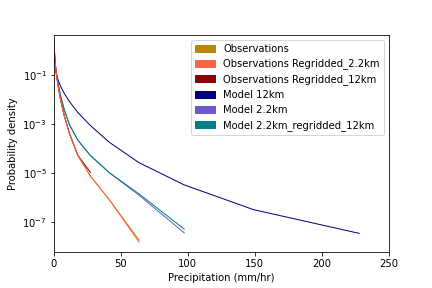 Observations
Observations Regridded_2.2km
Observations Regridded_12km
Model 12km
Model 2.2km
Model 2.2km_regridded_12km
Probability density
10⁻¹
10⁻³
10⁻⁵
10⁻⁷
0 50 100 150 200 250
Precipitation (mm/hr)